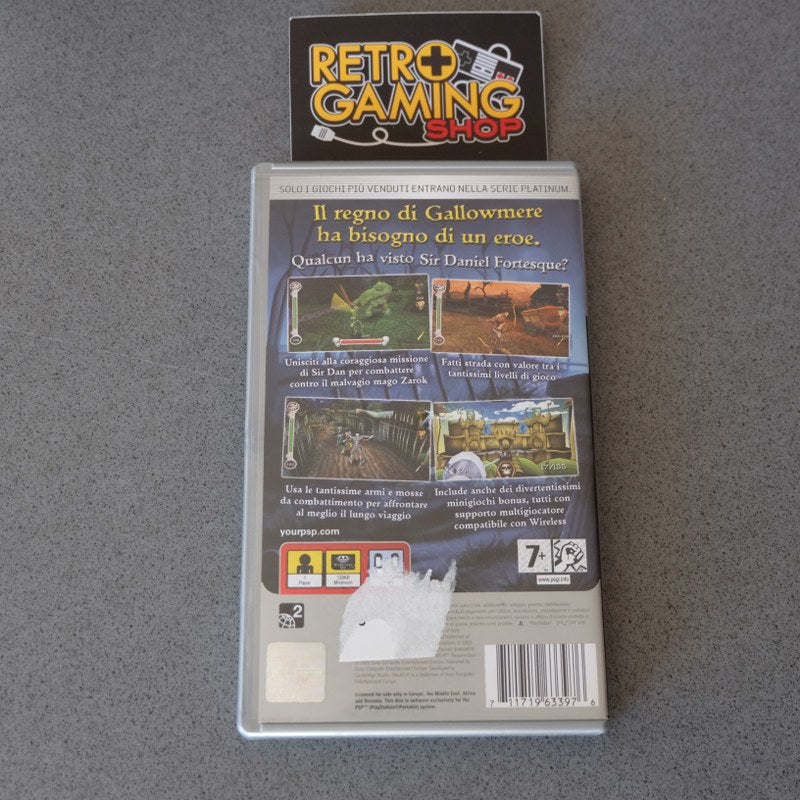 RETRO
GAMING
SHOP
SOLO I GIOCHI PIÙ VENDUTI ENTRANO NELLA SERIE PLATINUM.
Il regno di Gallowmere
ha bisogno di un eroe.
Qualcun ha visto Sir Daniel Fortesque?
Unisciti alla coraggiosa missione
di Sir Dan per combattere
contro il malvagio mago Zarok
Fatti strada con valore tra i
tantissimi livelli di gioco
17/155
Usa le tantissime armi e mosse
da combattimento per affrontare
al meglio il lungo viaggio
Include anche dei divertentissimi
minigiochi bonus, tutti con
supporto multigiocatore
compatibile con Wireless
yourpsp.com
1
Player
Minimum
7+
www.pegi.info
2
Licensed for sale only in Europe, the Middle East, Africa
and Oceania. This disc is software exclusively for the
PSP™ (PlayStation®Portable) system.
7 11719 63397 6